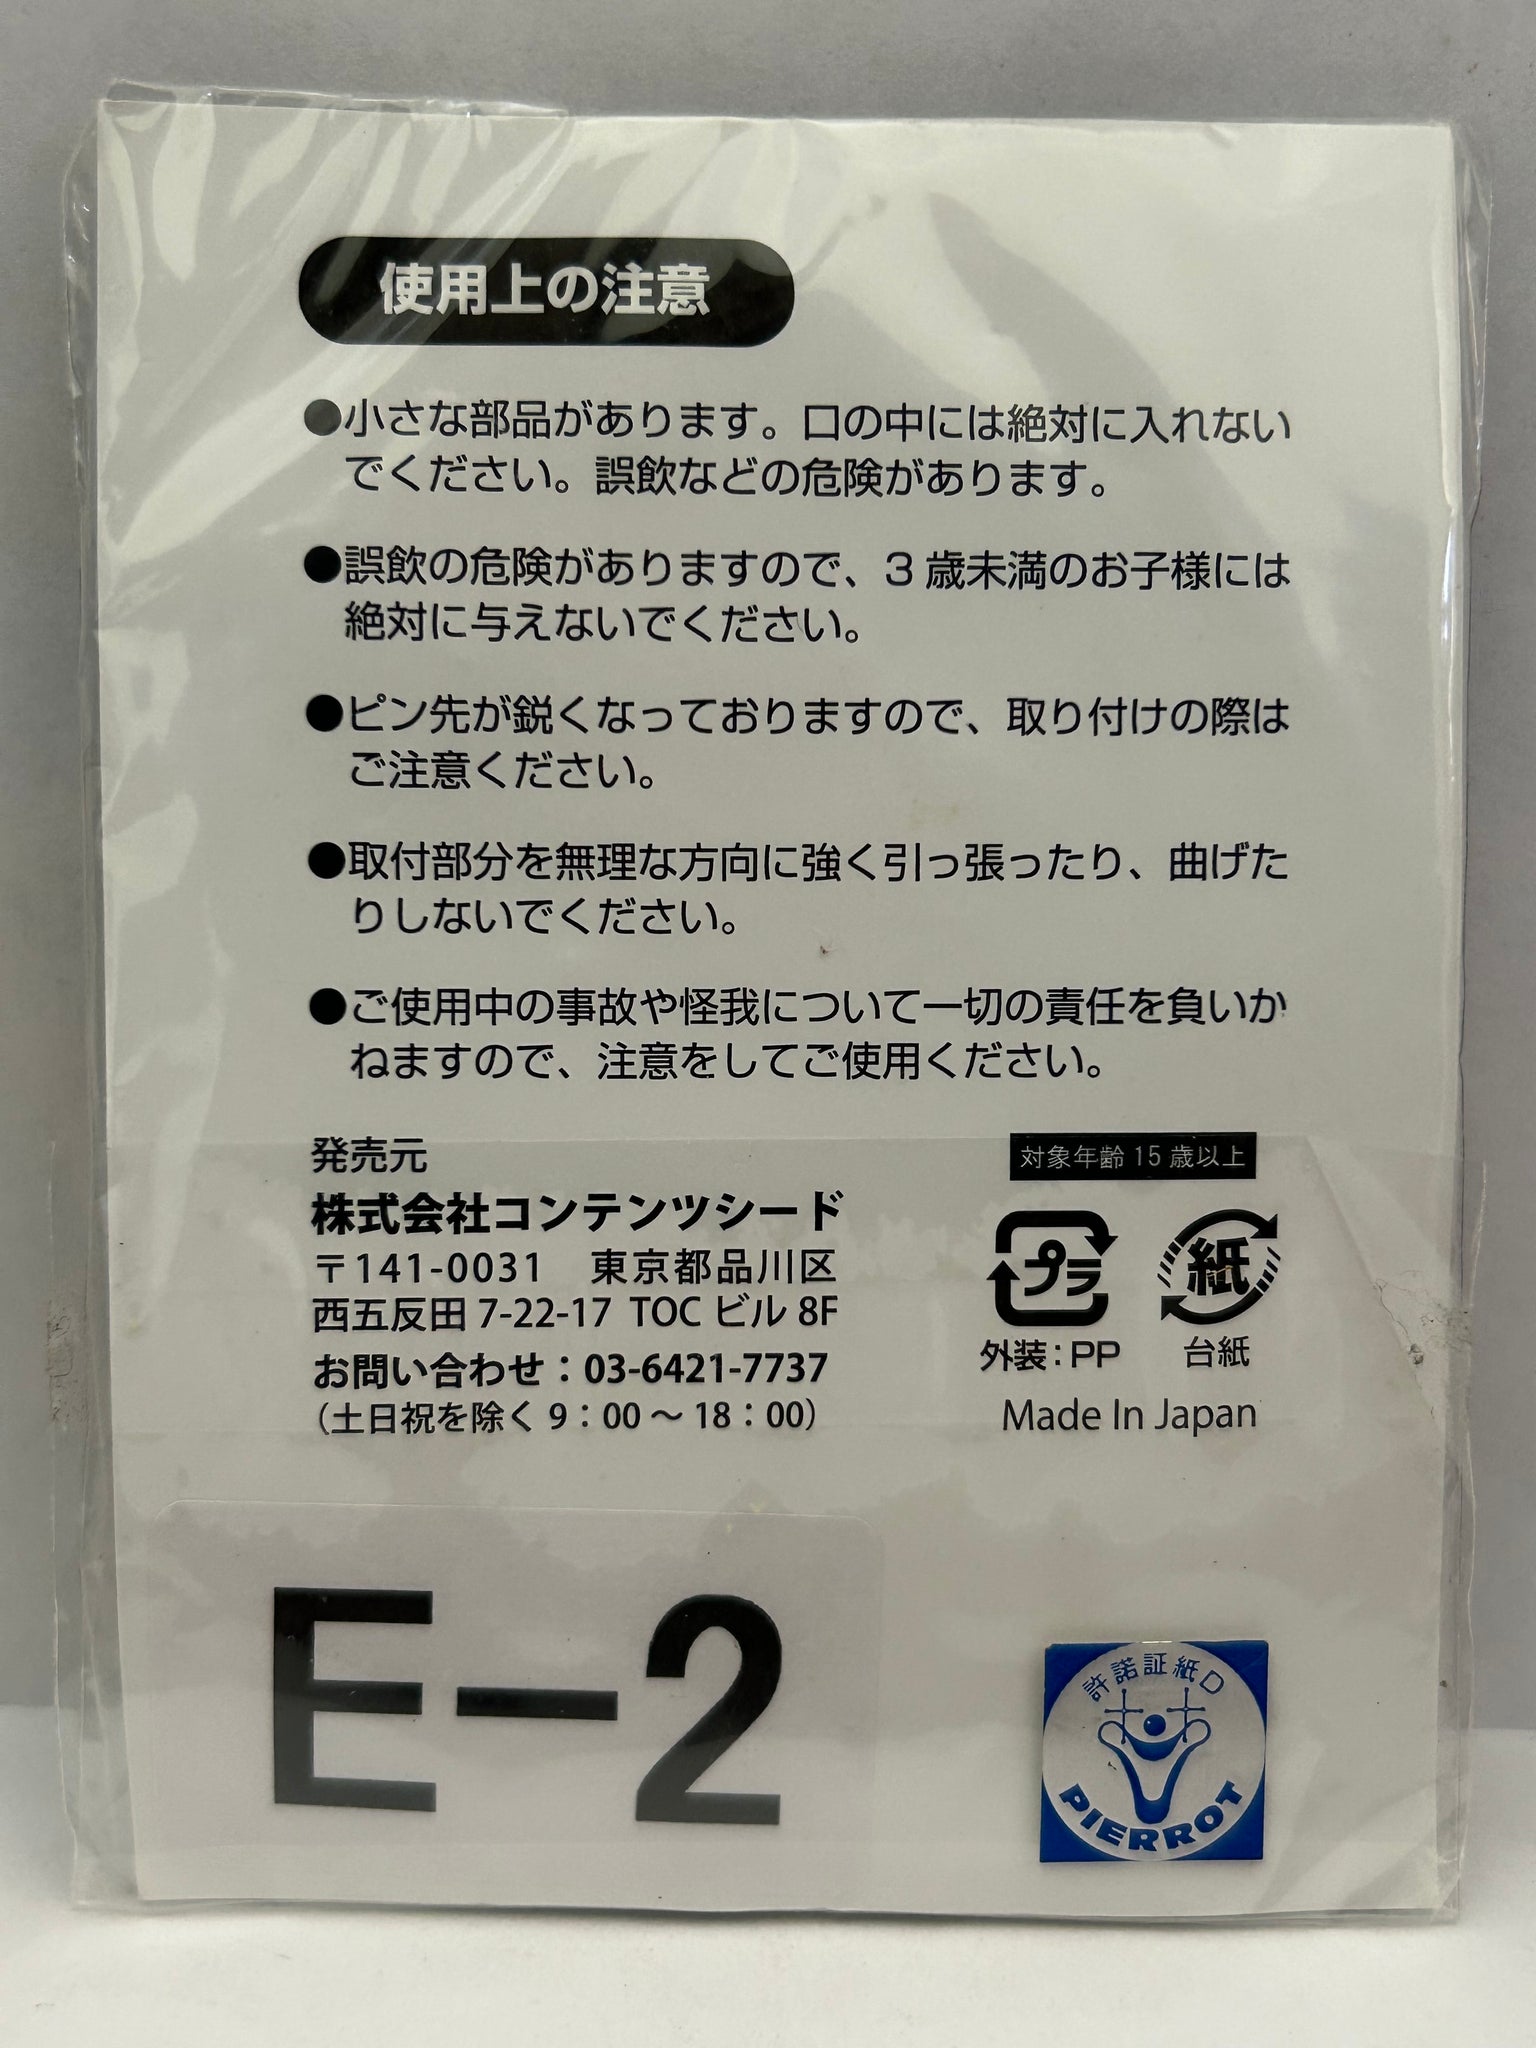 使用上の注意
●小さな部品があります。口の中には絶対に入れない
でください。誤飲などの危険があります。
●誤飲の危険がありますので、3歳未満のお子様には
絶対に与えないでください。
●ピン先が鋭くなっておりますので、取り付けの際は
ご注意ください。
●取付部分を無理な方向に強く引っ張ったり、曲げた
りしないでください。
●ご使用中の事故や怪我について一切の責任を負いか
ねますので、注意をしてご使用ください。
発売元
株式会社コンテンツシード
〒141-0031 東京都品川区
西五反田 7-22-17 TOC ビル 8F
お問い合わせ：03-6421-7737
（土日祝を除く 9：00 ～ 18：00）
対象年齢 15 歳以上
プラ 紙
外装：PP 台紙
Made In Japan
E-2
許諾証紙D
PIERROT